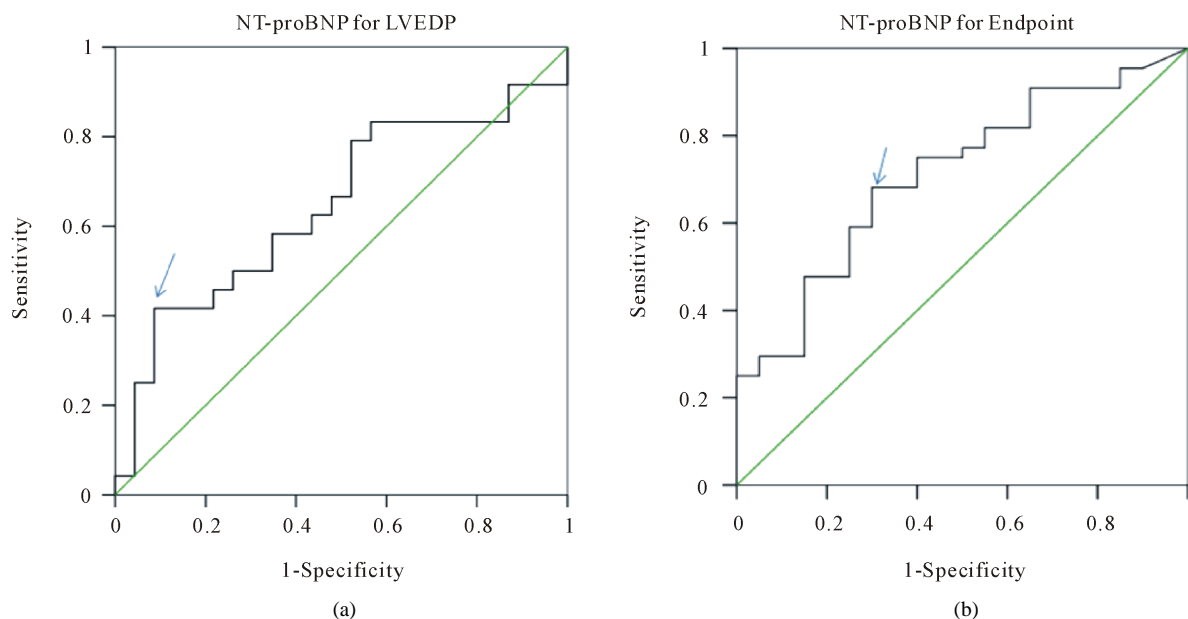 NT-proBNP for LVEDP
1
0.8
0.6
0.4
0.2
0
Sensitivity
0 0.2 0.4 0.6 0.8 1
1-Specificity
(a)
NT-proBNP for Endpoint
1
0.8
0.6
0.4
0.2
0
Sensitivity
0 0.2 0.4 0.6 0.8
1-Specificity
(b)